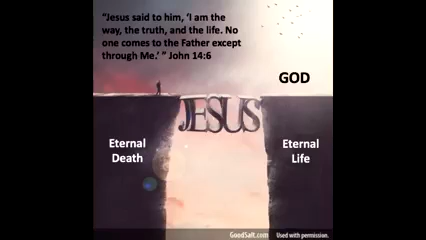 “Jesus said to him, ‘I am the
way, the truth, and the life. No
one comes to the Father except
through Me.’ ” John 14:6
GOD
JESUS
Eternal
Death
Eternal
Life
GoodSalt.com Used with permission.